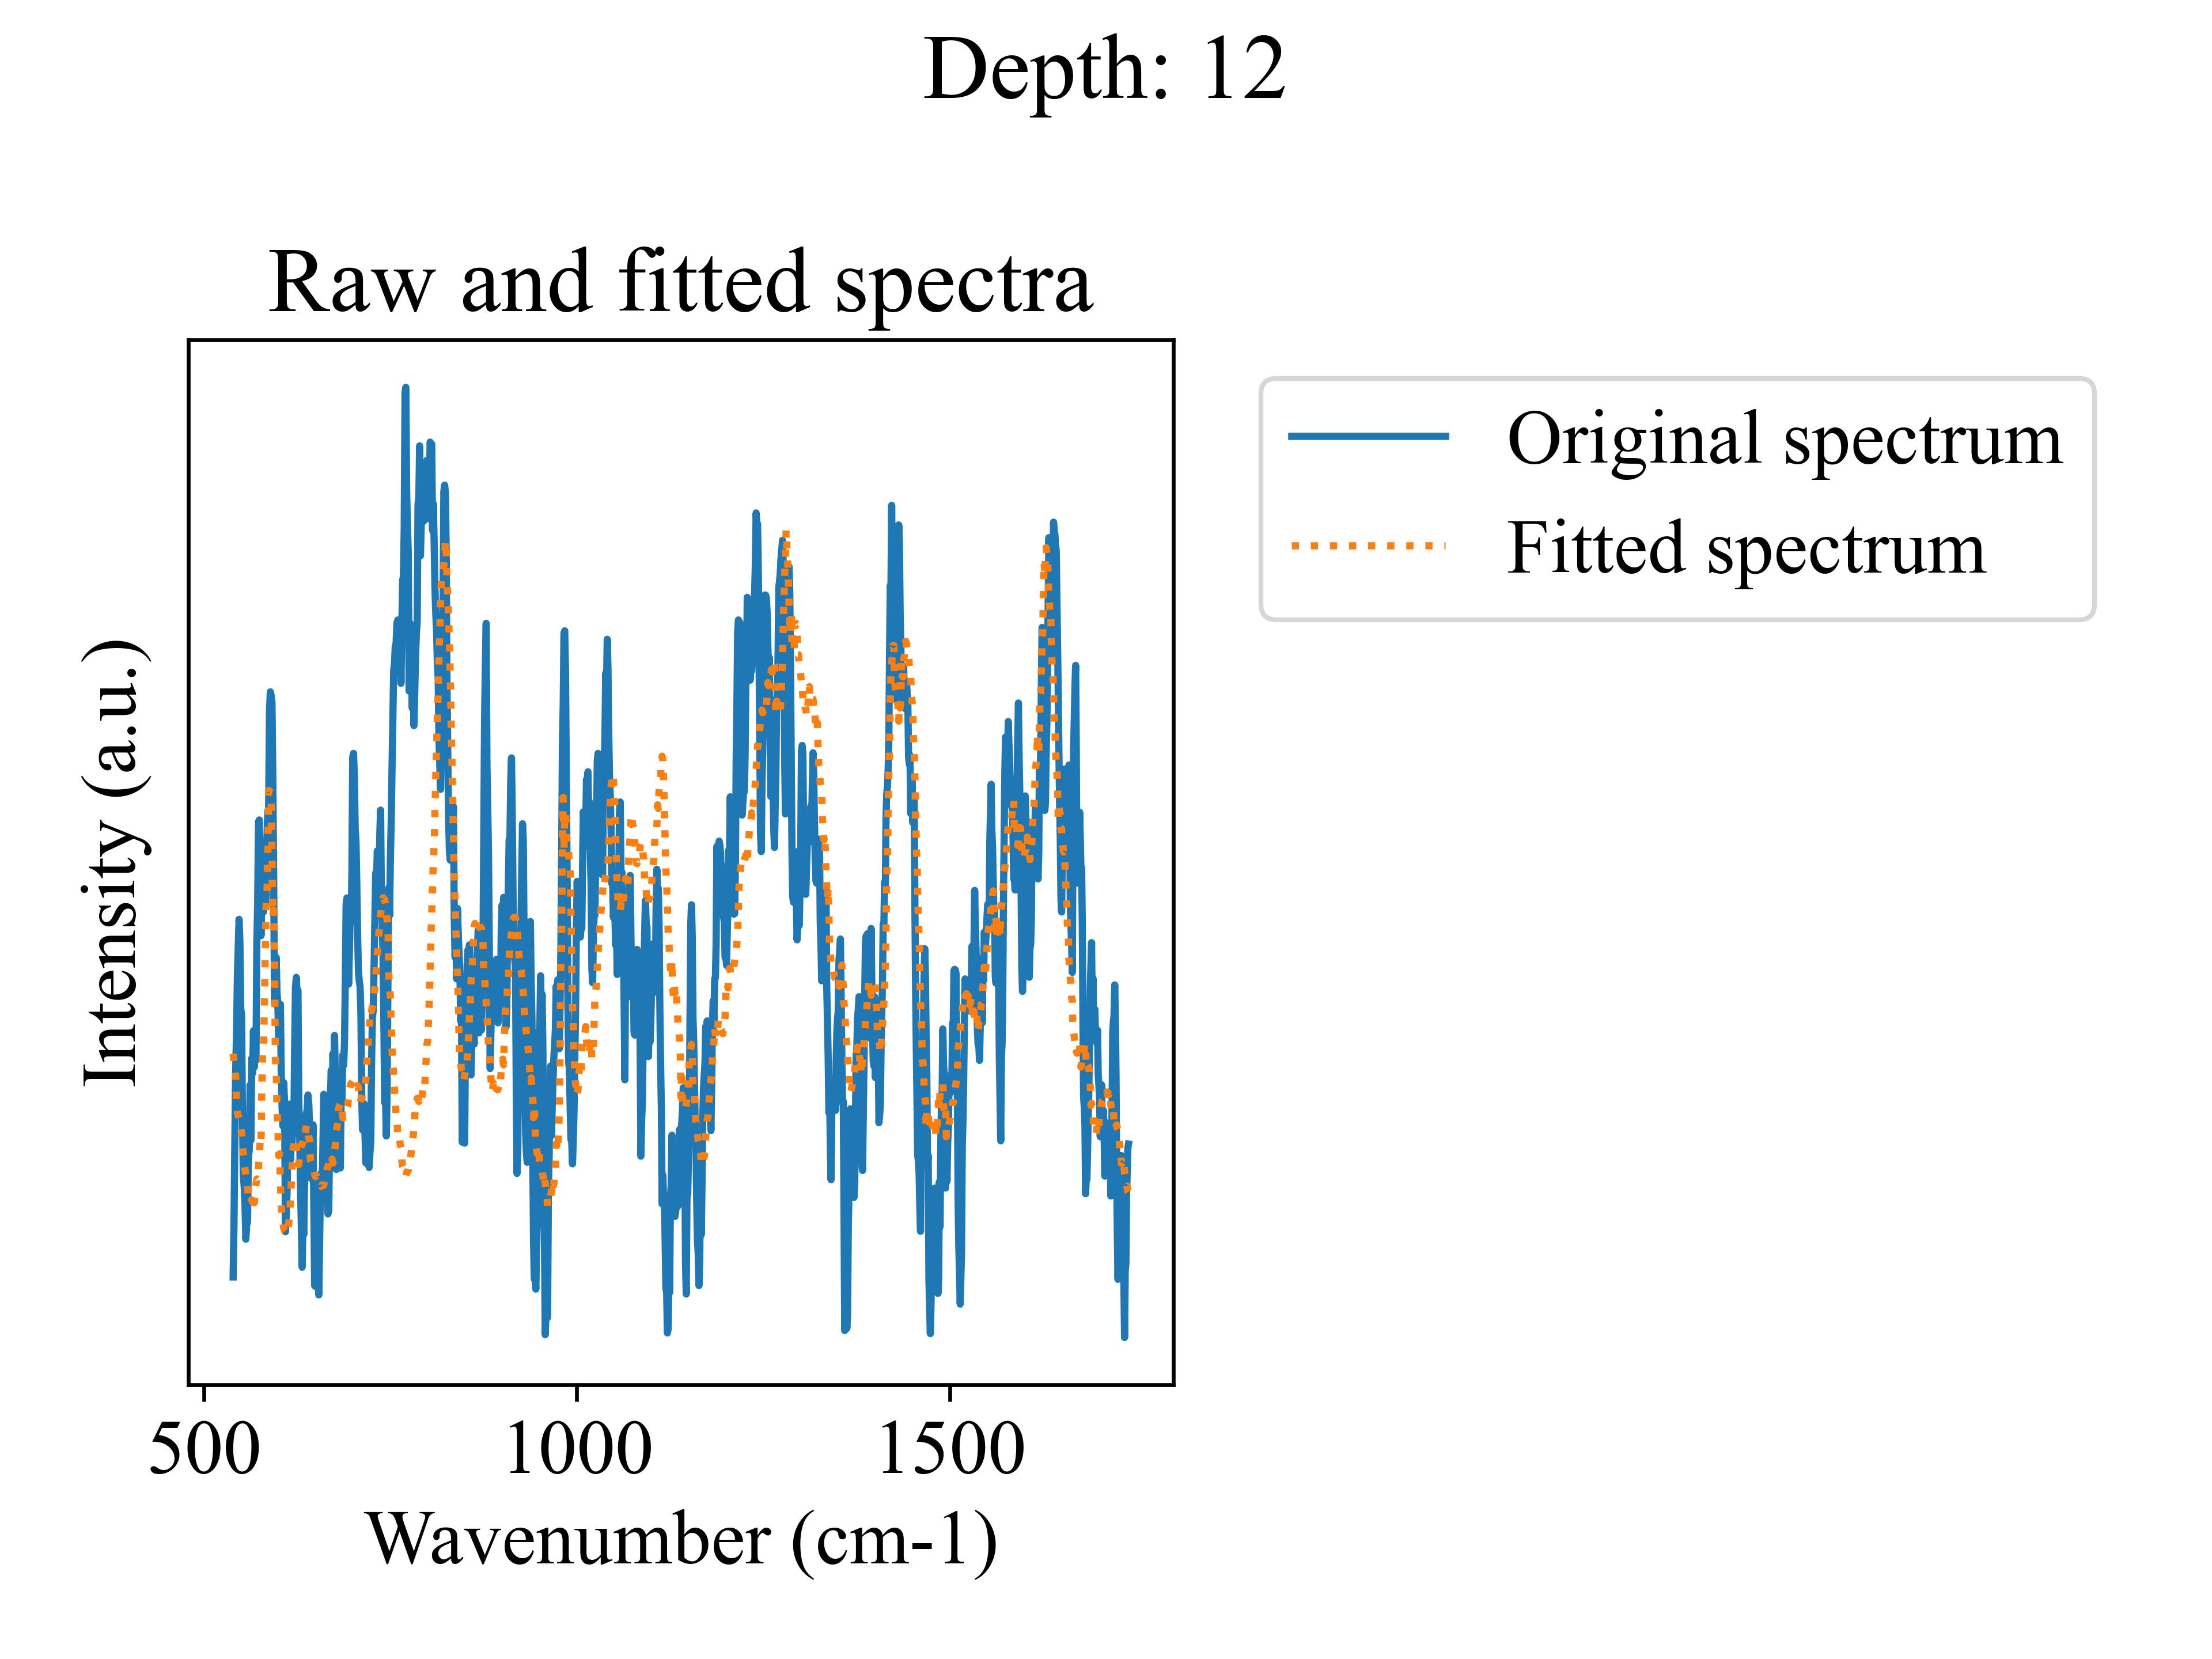 Depth: 12
Raw and fitted spectra
Original spectrum
Fitted spectrum
Intensity (a.u.)
500 1000 1500
Wavenumber (cm-1)